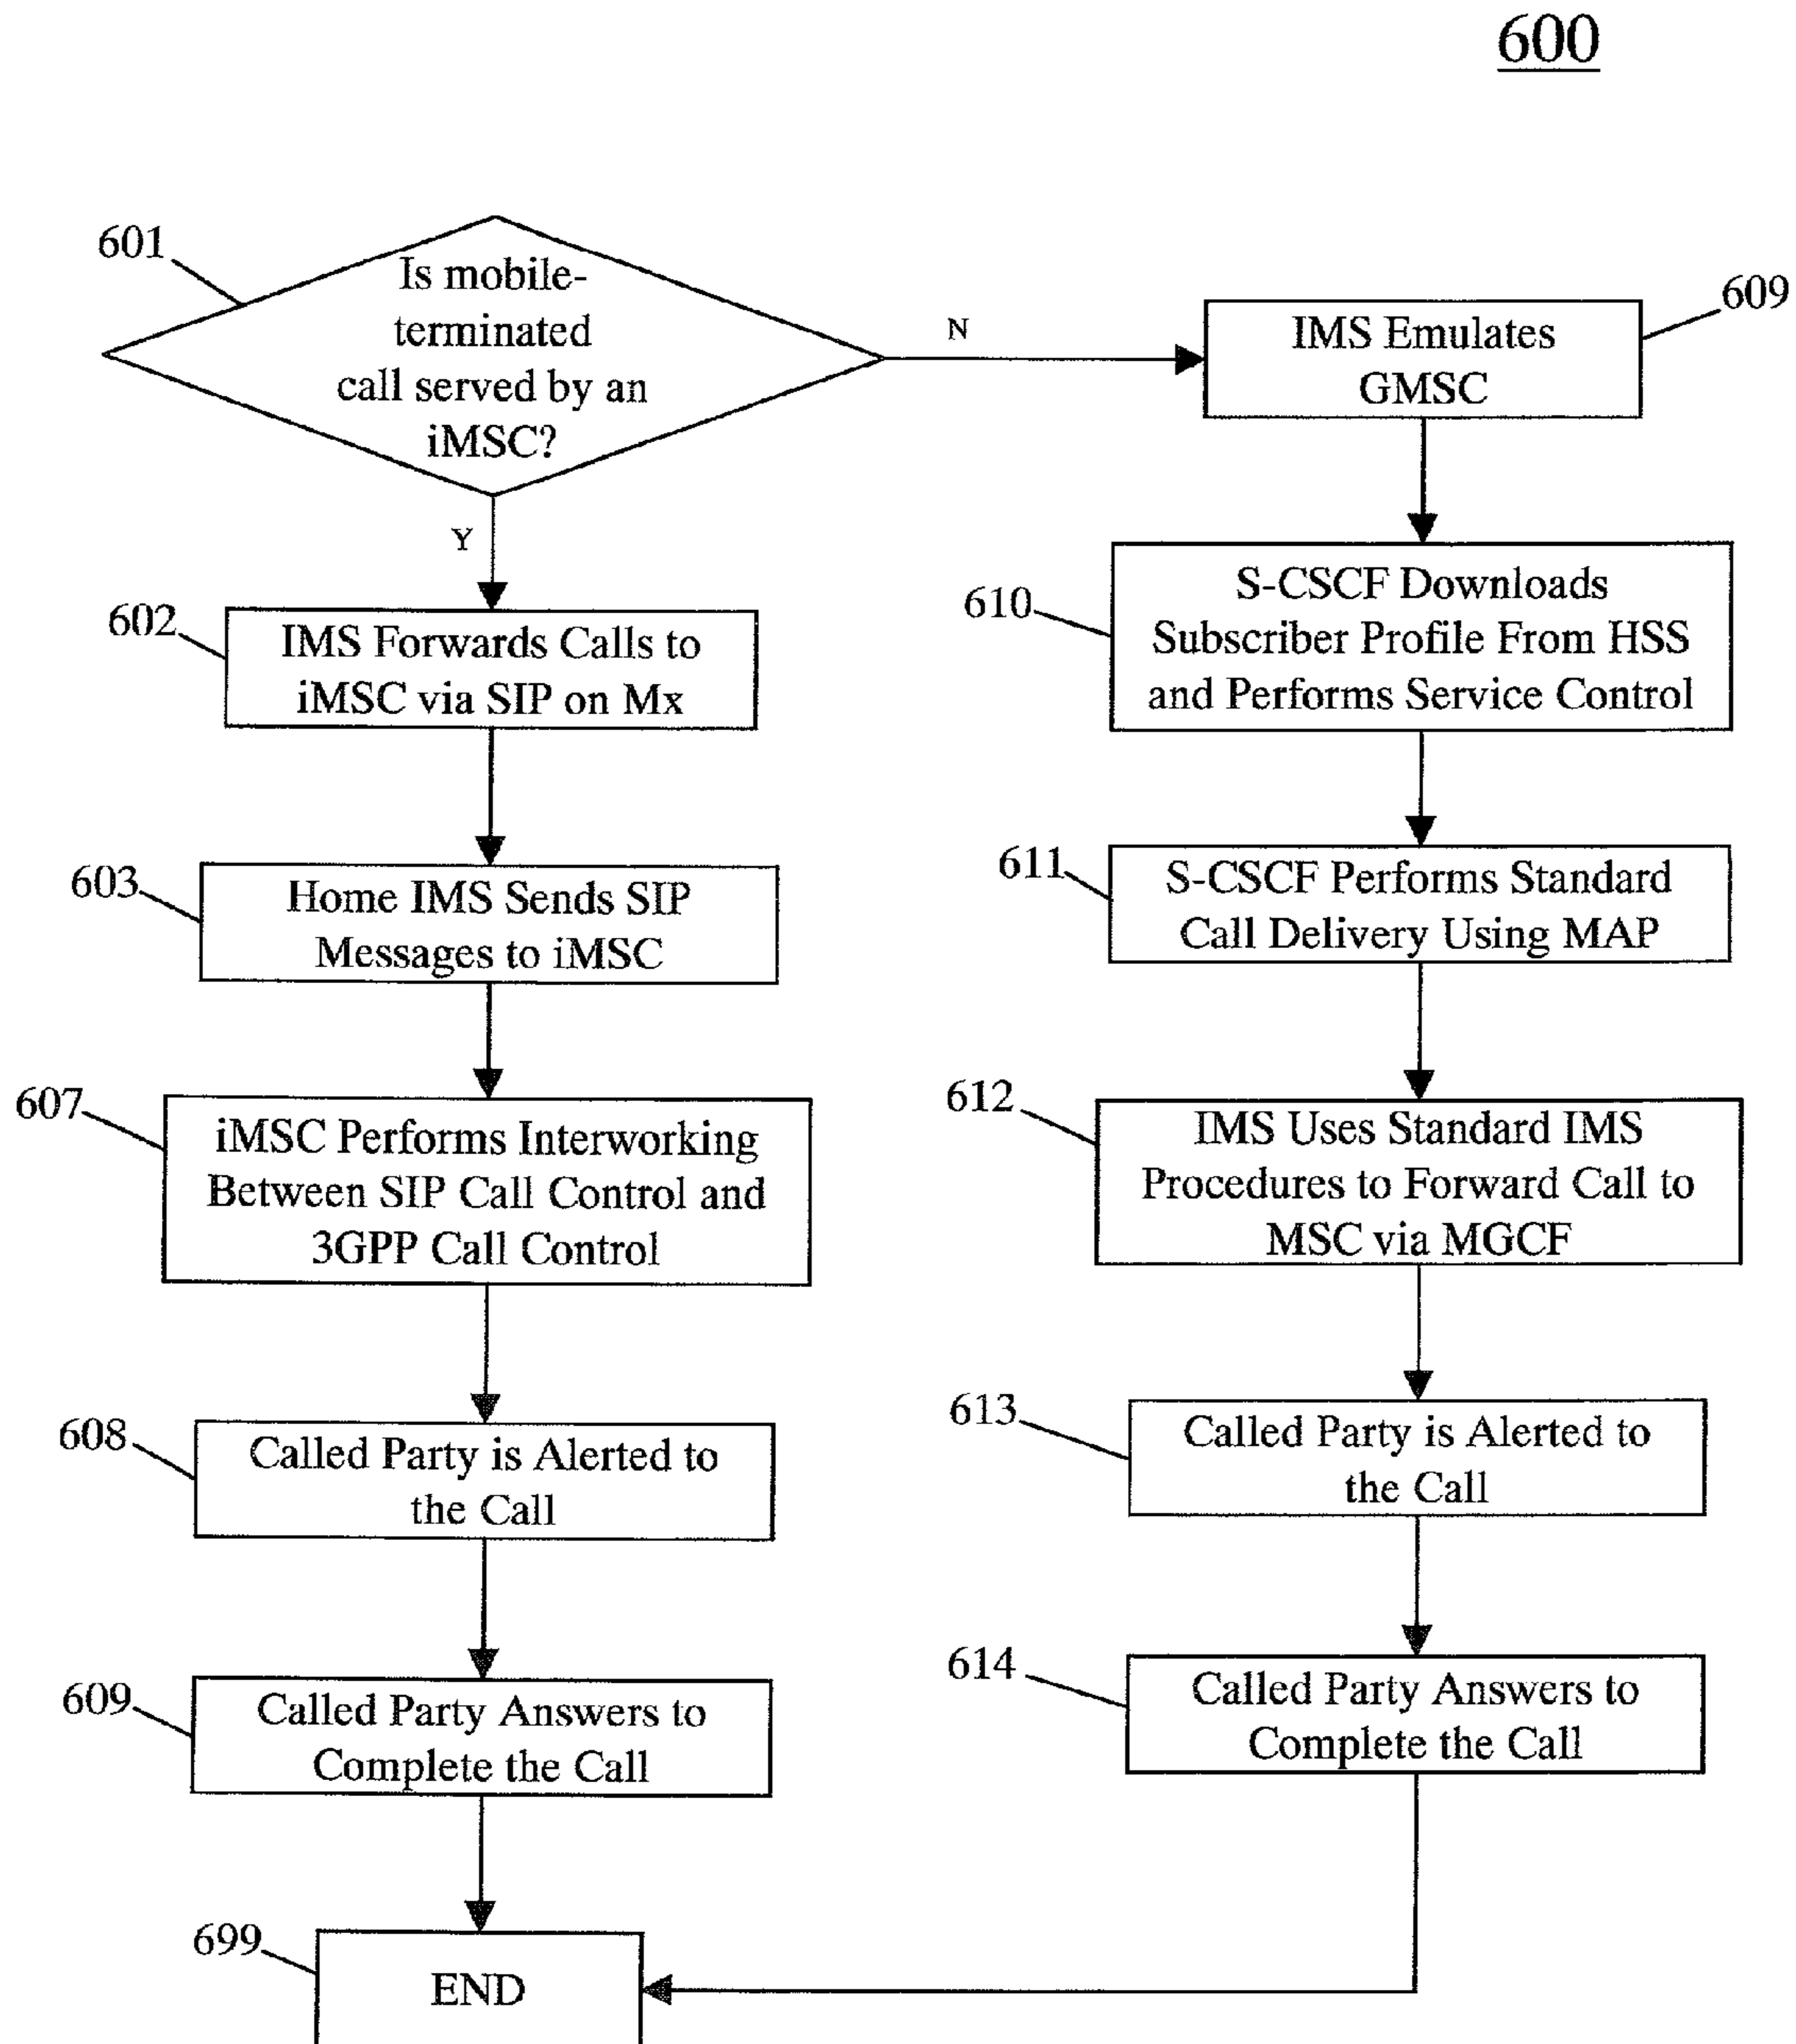 600
601
Is mobile-
terminated
call served by an
iMSC?
N
Y
602
IMS Forwards Calls to
iMSC via SIP on Mx
603
Home IMS Sends SIP
Messages to iMSC
607
iMSC Performs Interworking
Between SIP Call Control and
3GPP Call Control
608
Called Party is Alerted to
the Call
609
Called Party Answers to
Complete the Call
699
END
609
IMS Emulates
GMSC
610
S-CSCF Downloads
Subscriber Profile From HSS
and Performs Service Control
611
S-CSCF Performs Standard
Call Delivery Using MAP
612
IMS Uses Standard IMS
Procedures to Forward Call to
MSC via MGCF
613
Called Party is Alerted to
the Call
614
Called Party Answers to
Complete the Call